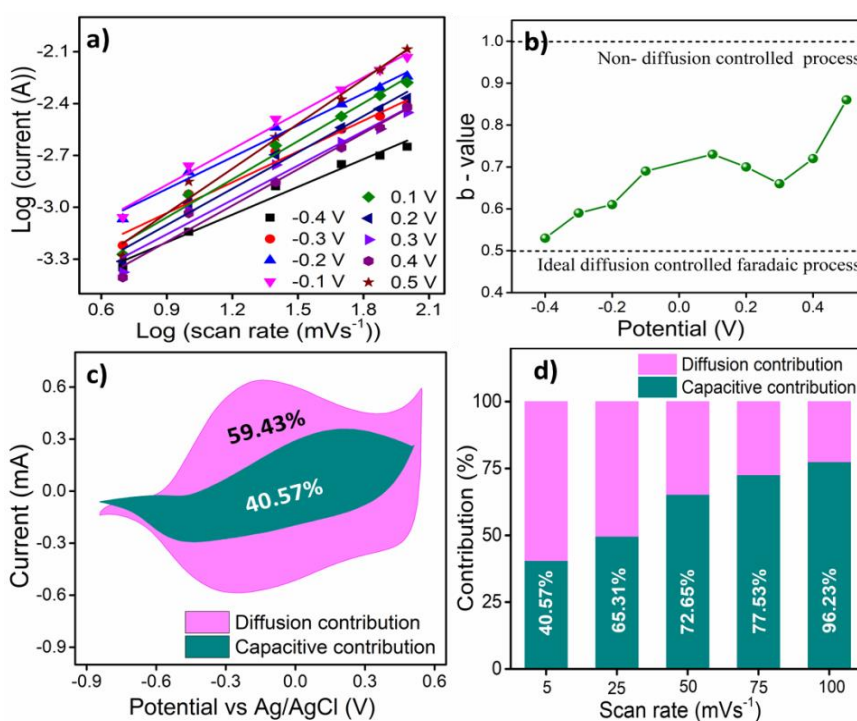 a)
Log (current (A))
-2.1
-2.4
-2.7
-3.0
-3.3
-0.4 V
-0.3 V
-0.2 V
-0.1 V
0.1 V
0.2 V
0.3 V
0.4 V
0.5 V
0.6 0.9 1.2 1.5 1.8 2.1
Log (scan rate (mVs⁻¹))
b)
b - value
1.0
0.9
0.8
0.7
0.6
0.5
0.4
Non- diffusion controlled process
Ideal diffusion controlled faradaic process
-0.4 -0.2 0.0 0.2 0.4
Potential (V)
c)
Current (mA)
0.6
0.3
0.0
-0.3
-0.6
-0.9
59.43%
40.57%
Diffusion contribution
Capacitive contribution
-0.9 -0.6 -0.3 0.0 0.3 0.6
Potential vs Ag/AgCl (V)
d)
Diffusion contribution
Capacitive contribution
Contribution (%)
100
75
50
25
0
40.57%
65.31%
72.65%
77.53%
96.23%
5 25 50 75 100
Scan rate (mVs⁻¹)